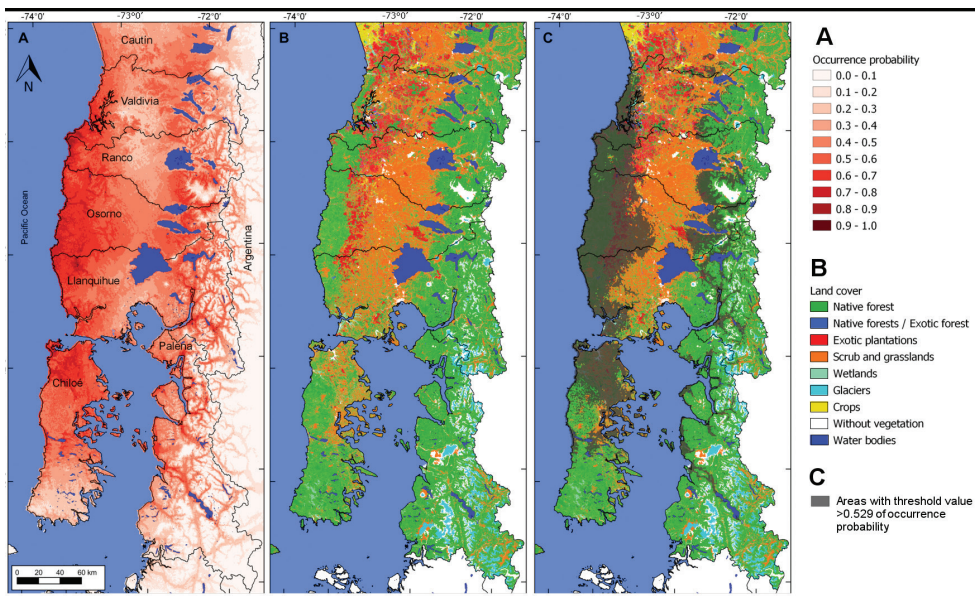 -74°0' -73°0' -72°0' -74°0' -73°0' -72°0' -74°0' -73°0' -72°0'
A
N
Cautín
Valdivia
Ranco
Osorno
Llanquihue
Palena
Chiloé
Pacific Ocean
Argentina
0 20 40 60 km
B
C
A
Occurrence probability
0.0 - 0.1
0.1 - 0.2
0.2 - 0.3
0.3 - 0.4
0.4 - 0.5
0.5 - 0.6
0.6 - 0.7
0.7 - 0.8
0.8 - 0.9
0.9 - 1.0
B
Land cover
Native forest
Native forests / Exotic forest
Exotic plantations
Scrub and grasslands
Wetlands
Glaciers
Crops
Without vegetation
Water bodies
C
Areas with threshold value
>0.529 of occurrence
probability